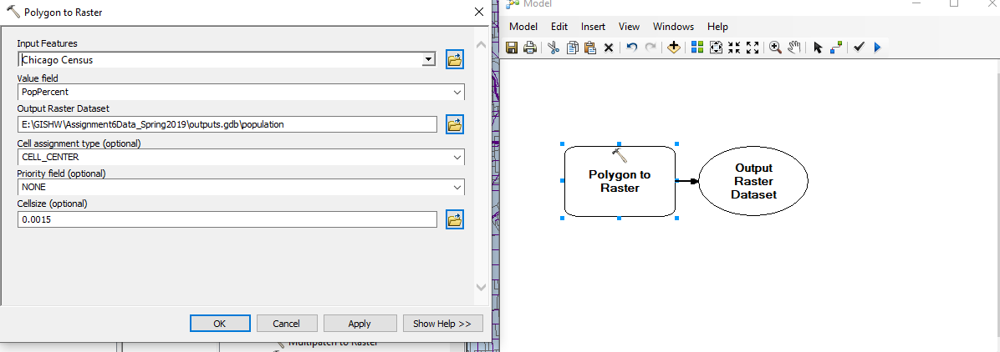 Polygon to Raster
Input Features
Chicago Census
Value field
PopPercent
Output Raster Dataset
E:\GISHW\Assignment6Data_Spring2019\outputs.gdb\population
Cell assignment type (optional)
CELL_CENTER
Priority field (optional)
NONE
Cellsize (optional)
0.0015
OK Cancel Apply Show Help >>
Multipatch to Raster
Model
Model Edit Insert View Windows Help
Polygon to
Raster
Output
Raster
Dataset